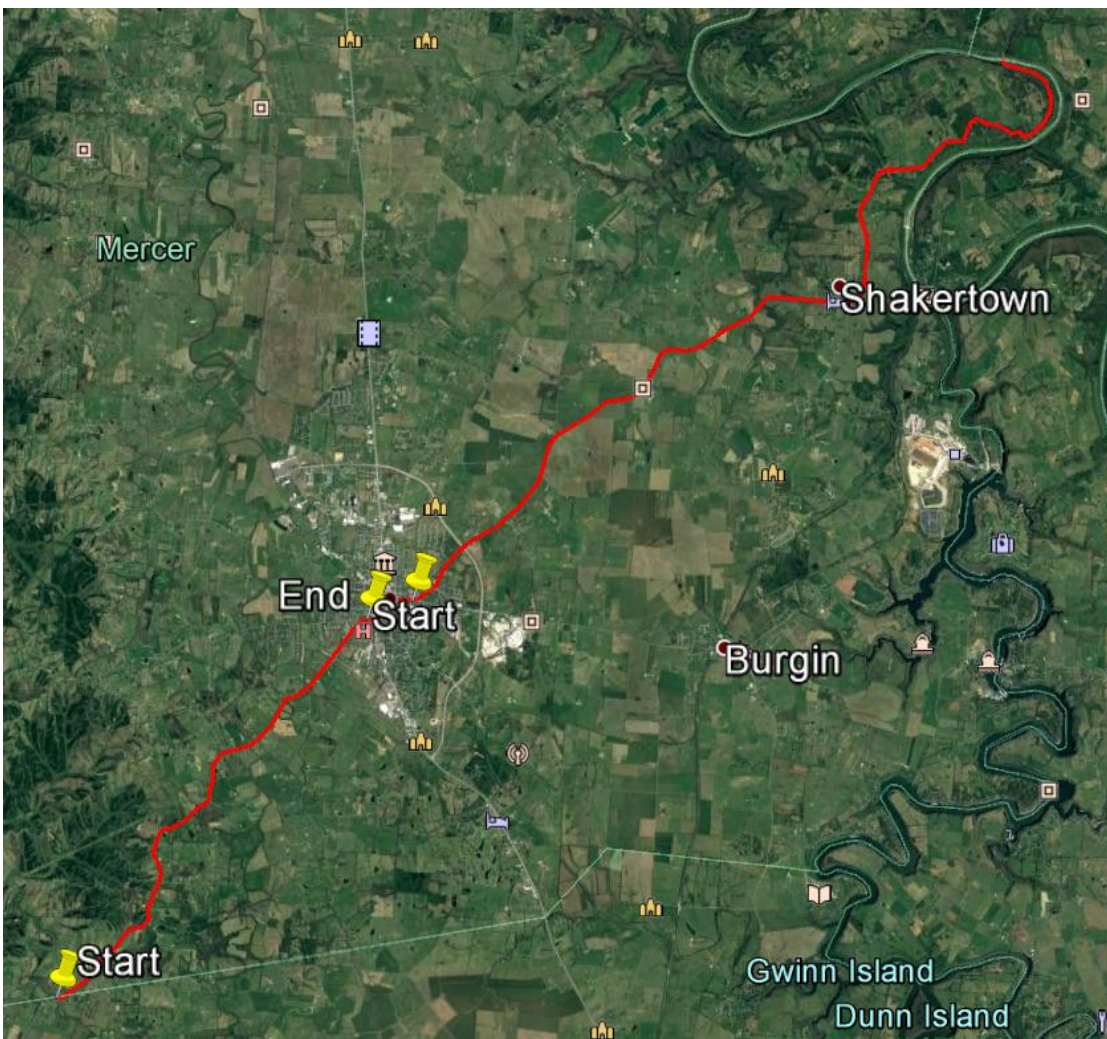 Mercer
Shakertown
End
Start
Burgin
Start
Gwinn Island
Dunn Island